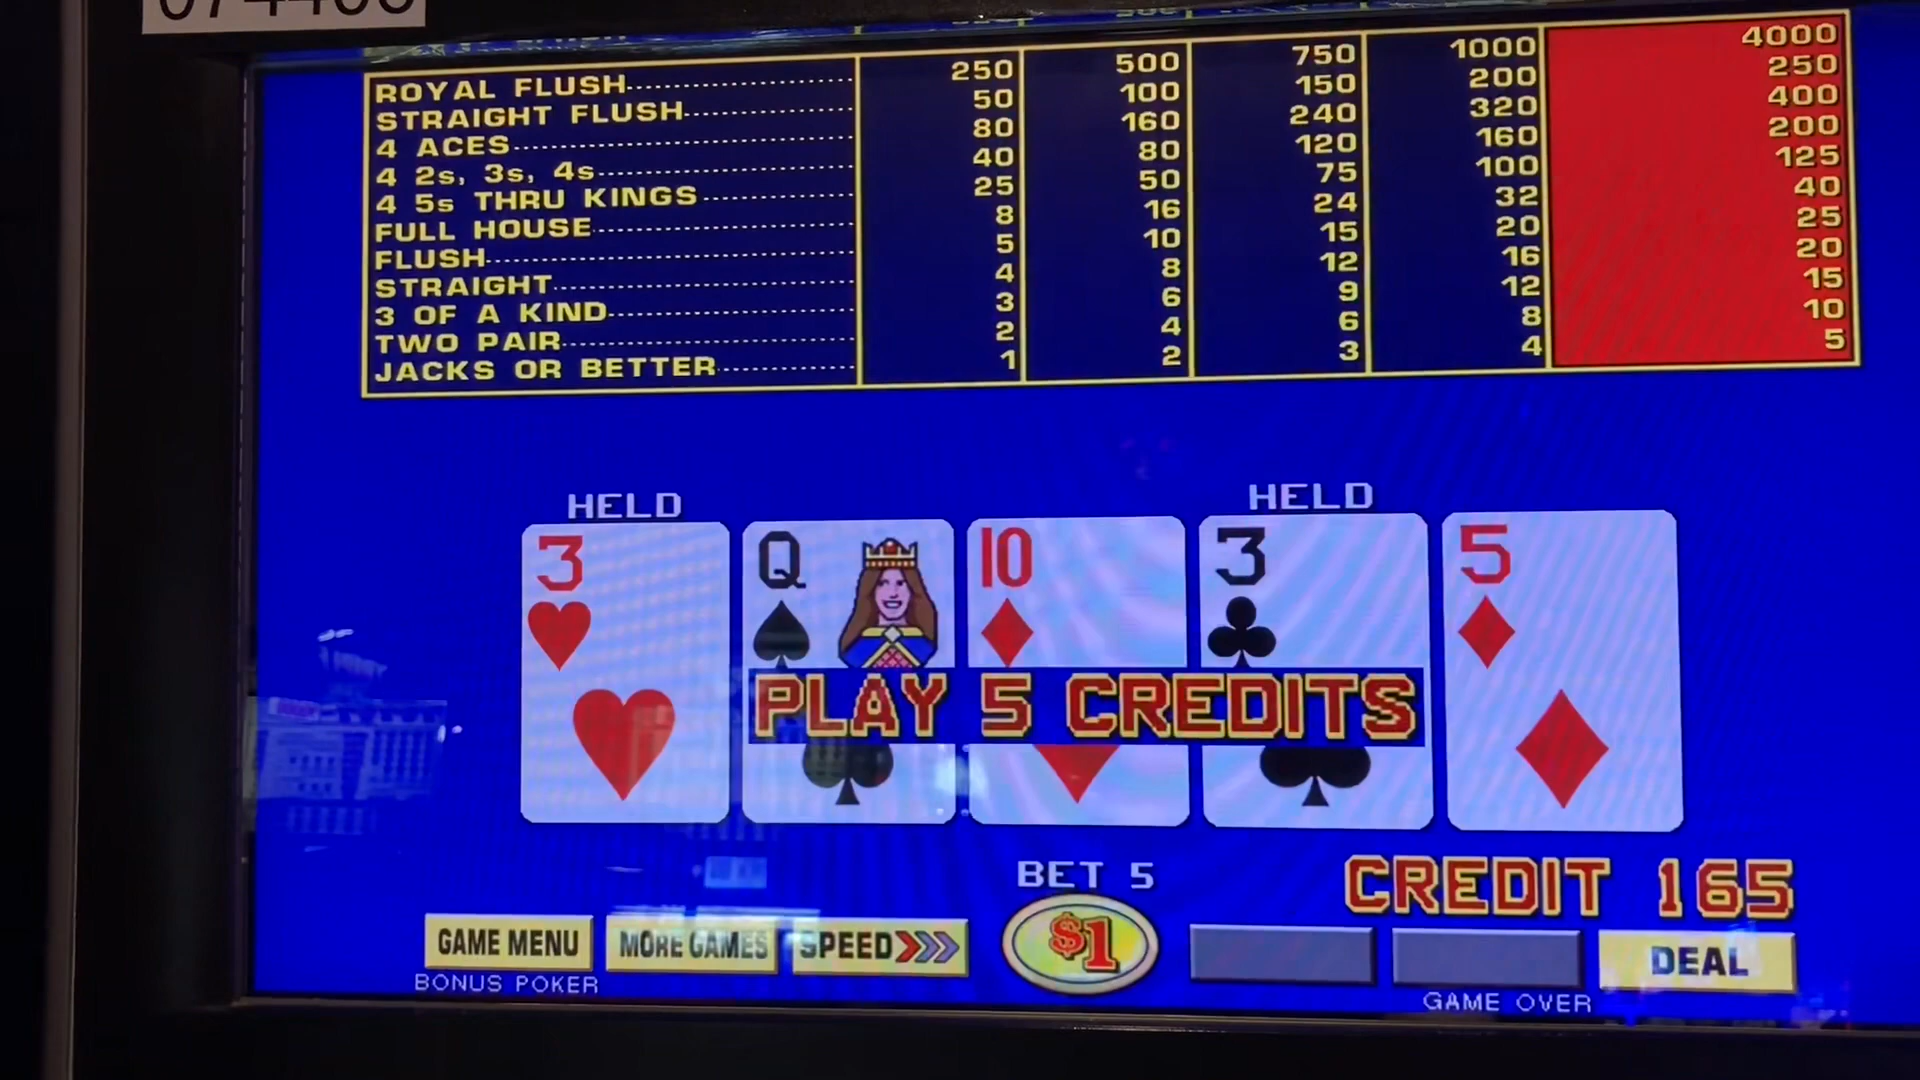 ROYAL FLUSH 250 500 750 1000 4000
STRAIGHT FLUSH 50 100 150 200 250
4 ACES 80 160 240 320 400
4 2s, 3s, 4s 40 80 120 160 200
4 5s THRU KINGS 25 50 75 100 125
FULL HOUSE 8 16 24 32 40
FLUSH 5 10 15 20 25
STRAIGHT 4 8 12 16 20
3 OF A KIND 3 6 9 12 15
TWO PAIR 2 4 6 8 10
JACKS OR BETTER 1 2 3 4 5
HELD HELD
3 Q 10 3 5
PLAY 5 CREDITS
BET 5 CREDIT 165
GAME MENU MORE GAMES SPEED $1 DEAL
BONUS POKER GAME OVER